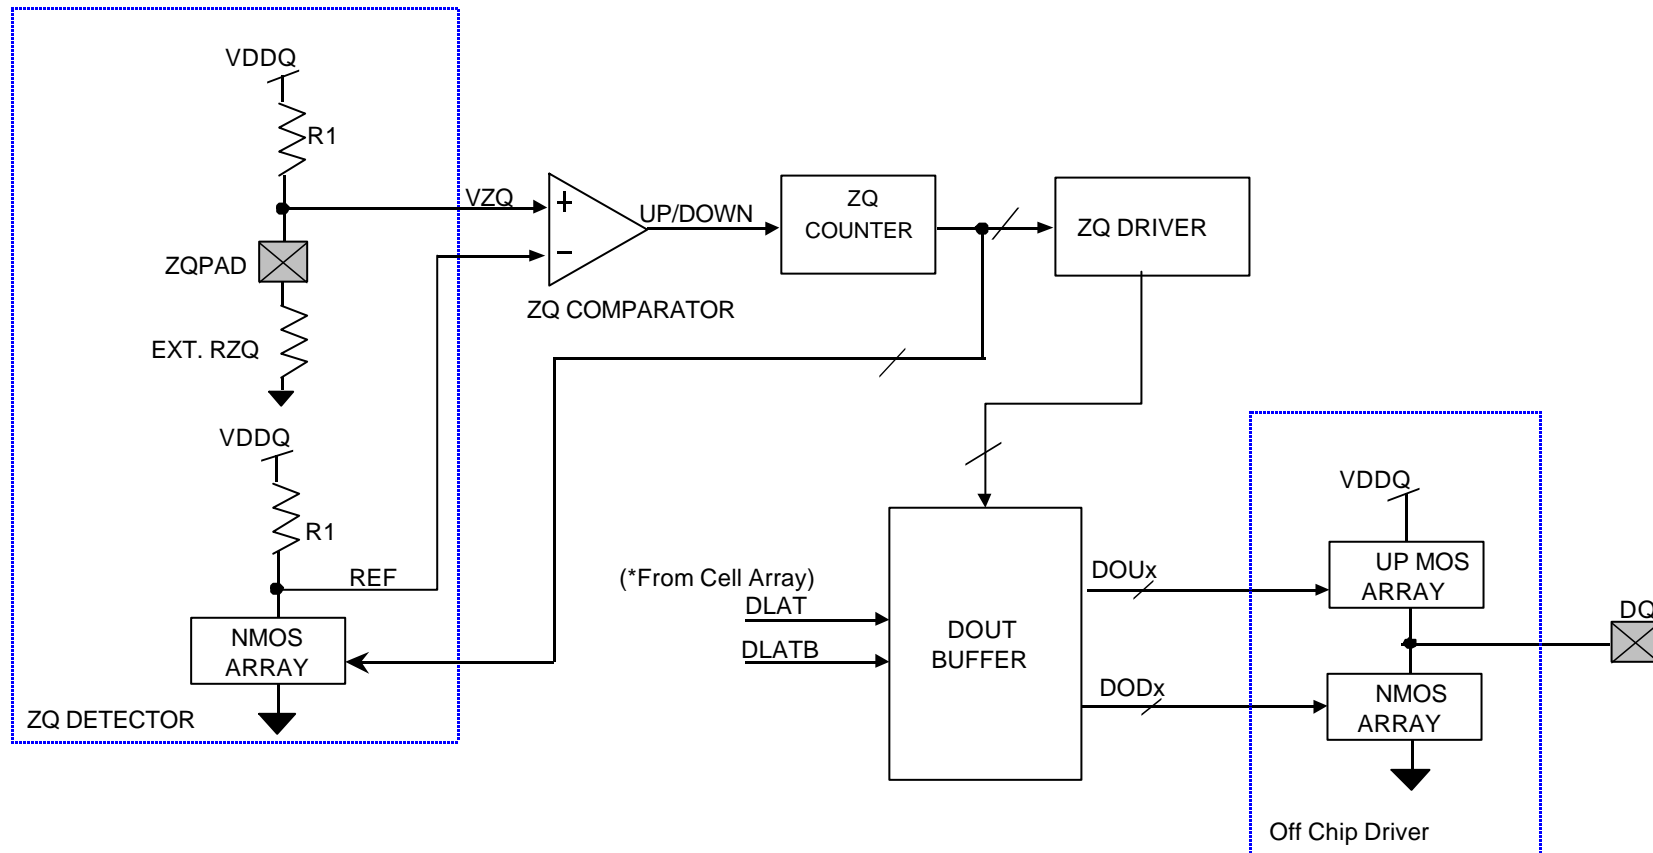 VDDQ
R1
VZQ
+
−
UP/DOWN
ZQ
COUNTER
ZQ DRIVER
ZQPAD
ZQ COMPARATOR
EXT. RZQ
VDDQ
R1
REF
NMOS
ARRAY
ZQ DETECTOR
(*From Cell Array)
DLAT
DLATB
DOUT
BUFFER
DOUx
DODx
VDDQ
UP MOS
ARRAY
DQ
NMOS
ARRAY
Off Chip Driver